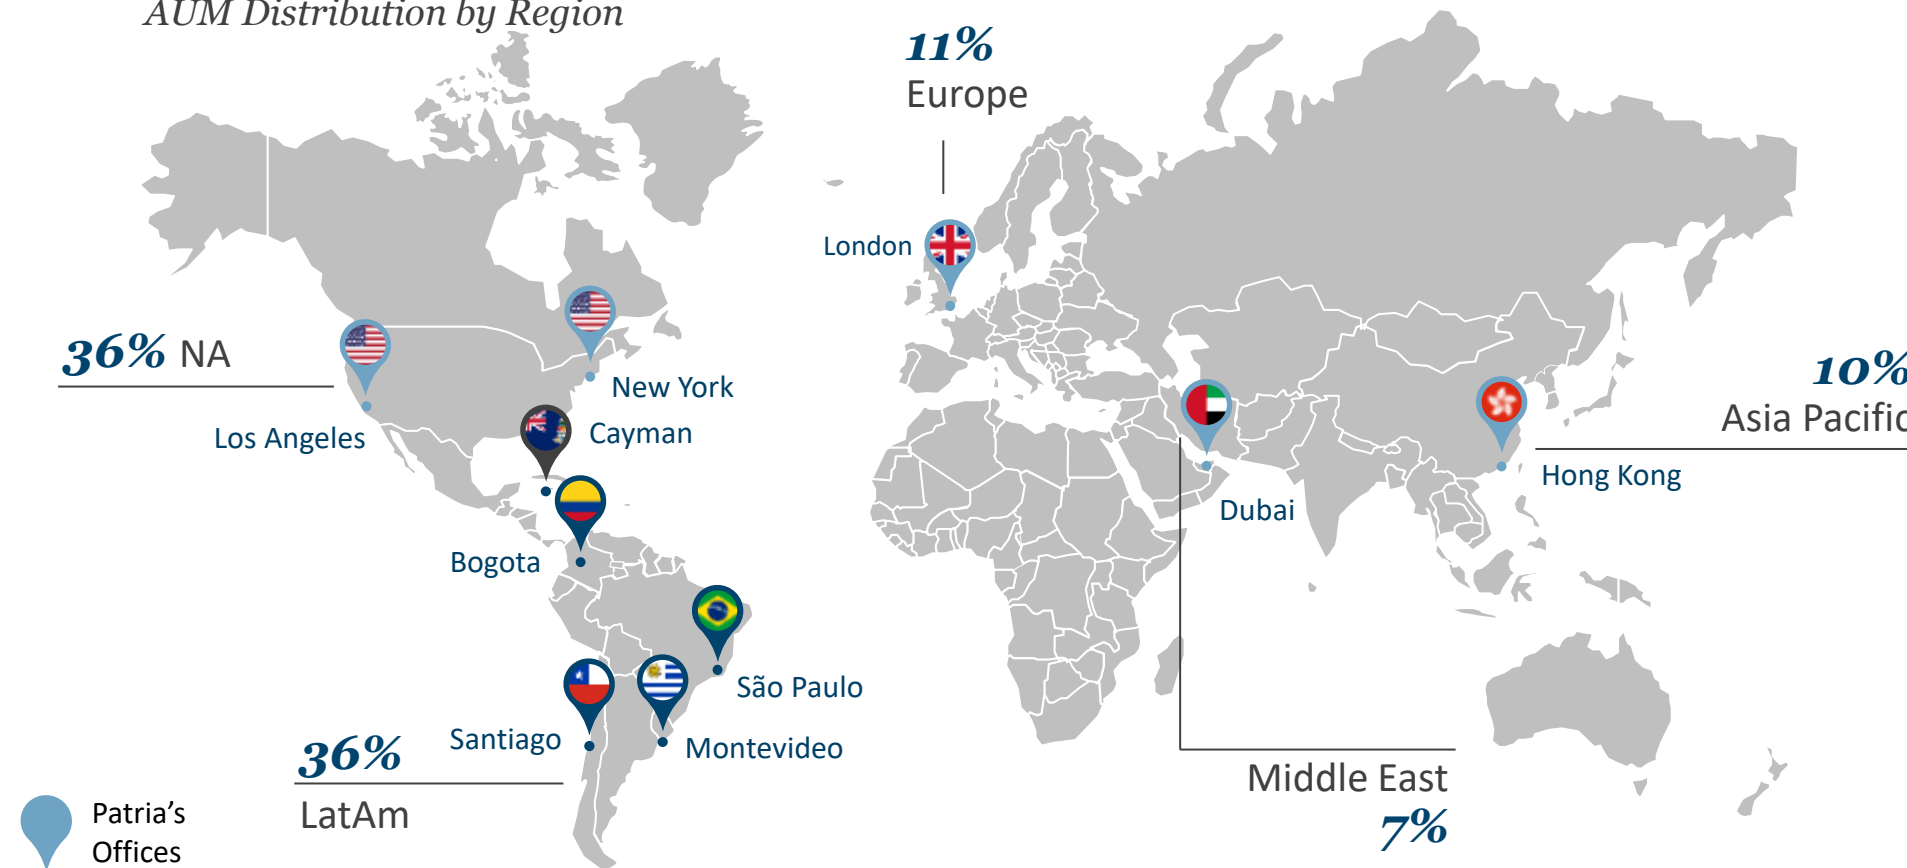 AUM Distribution by Region
11%
Europe
London
36% NA
New York
Los Angeles
Cayman
10%
Asia Pacific
Hong Kong
Dubai
Bogota
São Paulo
Santiago
Montevideo
36%
LatAm
Middle East
7%
Patria's
Offices